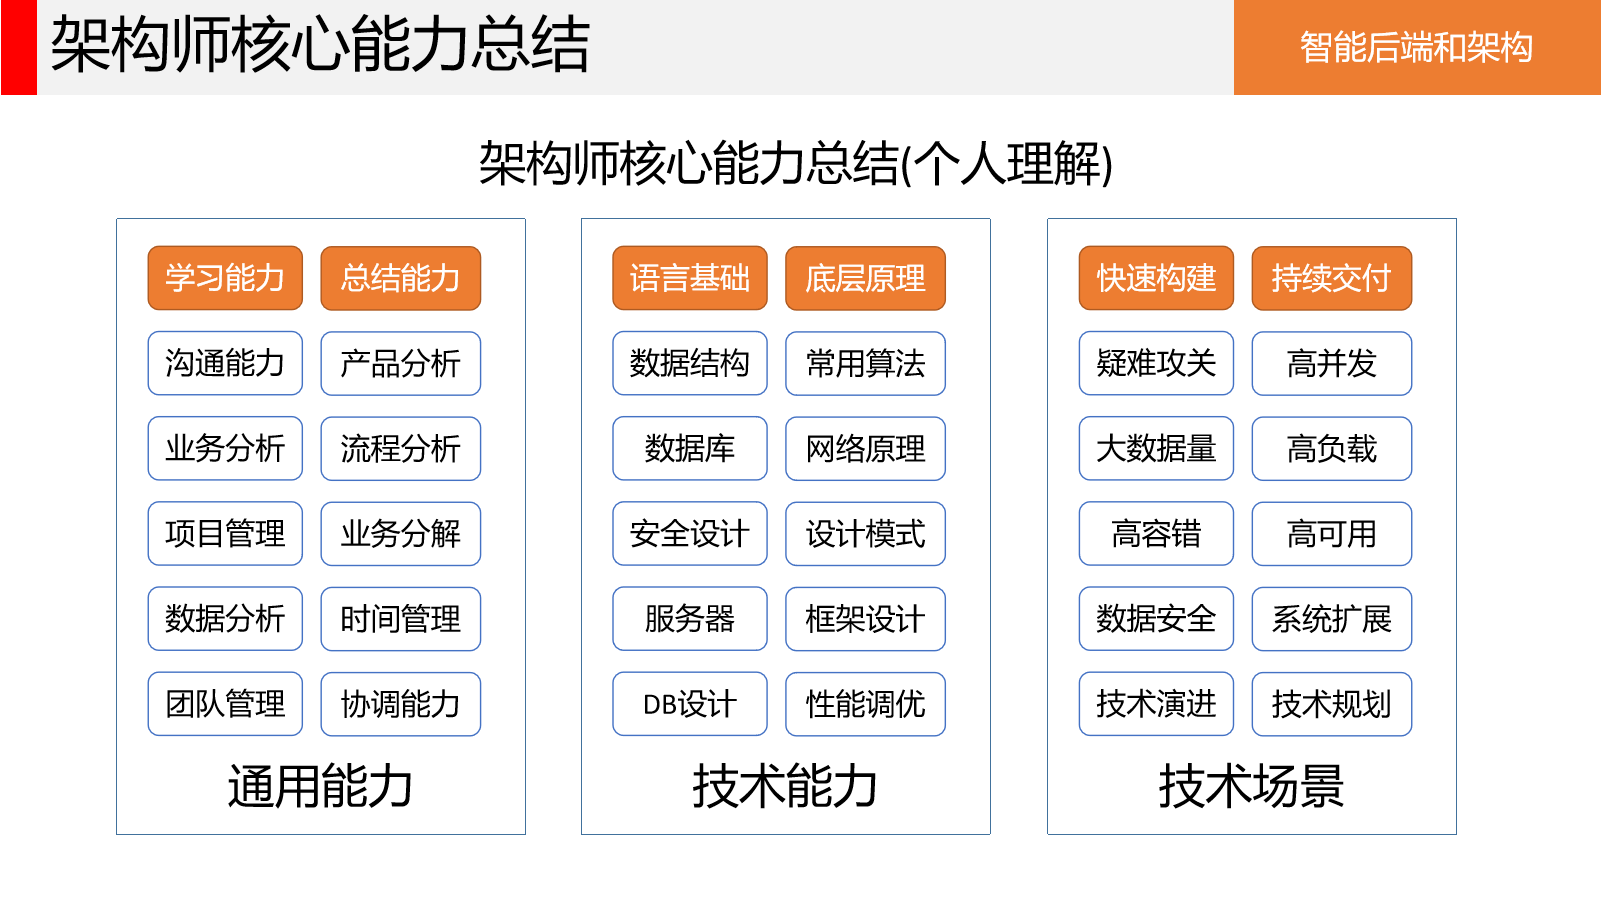 架构师核心能力总结
智能后端和架构
架构师核心能力总结(个人理解)
学习能力
总结能力
沟通能力
产品分析
业务分析
流程分析
项目管理
业务分解
数据分析
时间管理
团队管理
协调能力
通用能力
语言基础
底层原理
数据结构
常用算法
数据库
网络原理
安全设计
设计模式
服务器
框架设计
DB设计
性能调优
技术能力
快速构建
持续交付
疑难攻关
高并发
大数据量
高负载
高容错
高可用
数据安全
系统扩展
技术演进
技术规划
技术场景